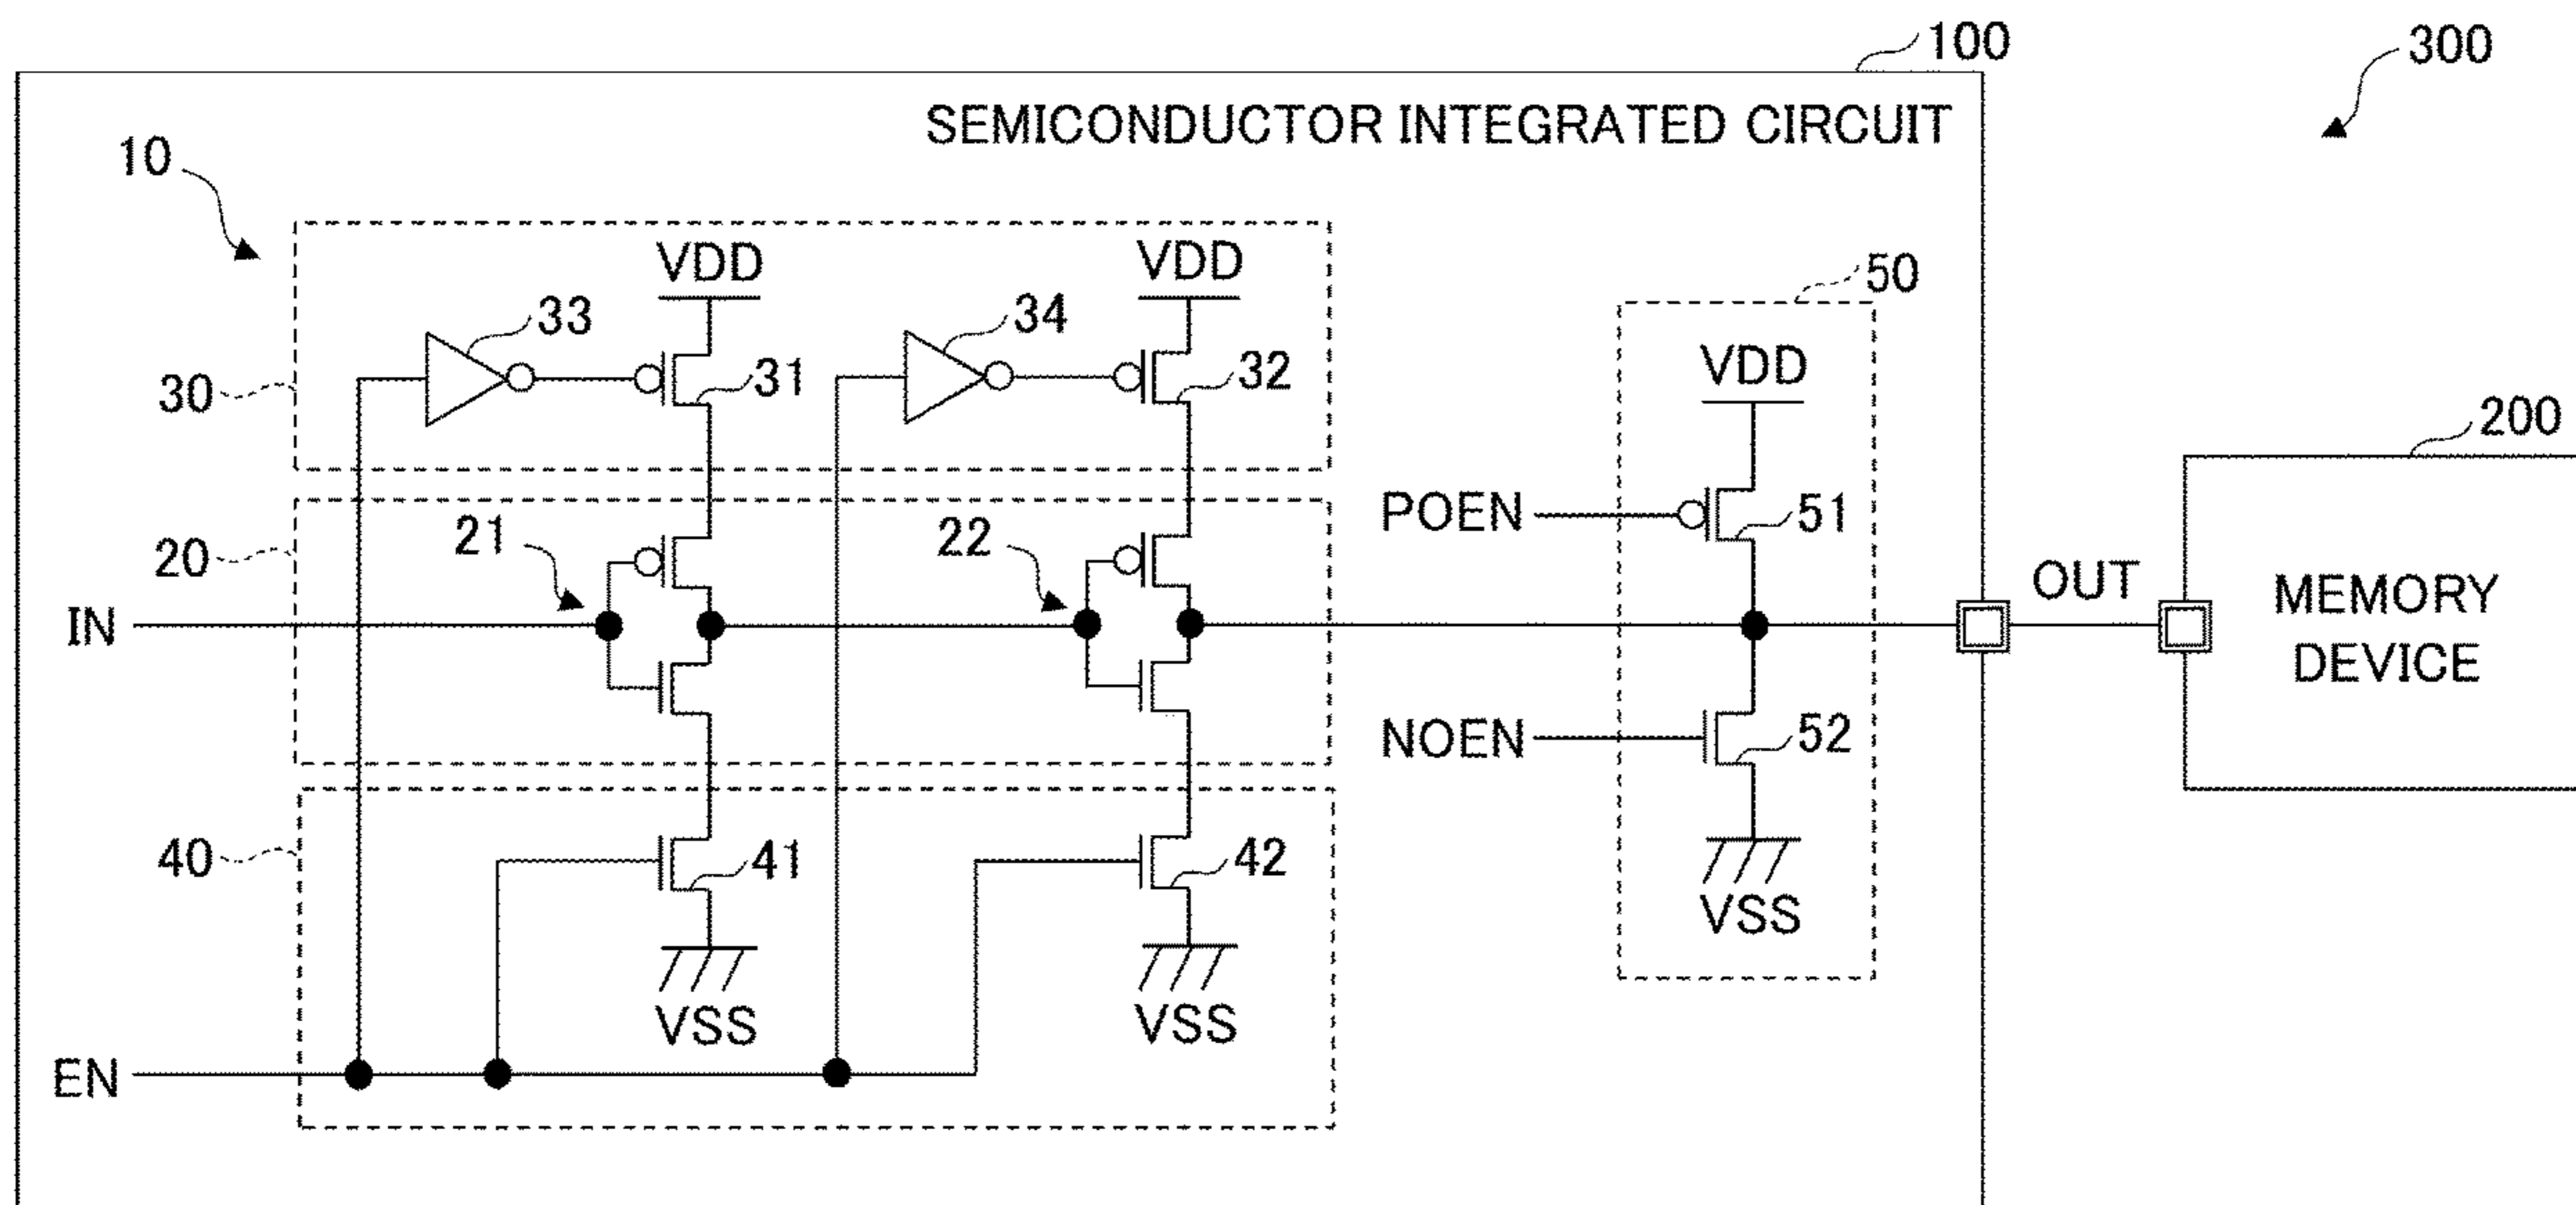 100
300
SEMICONDUCTOR INTEGRATED CIRCUIT
10
VDD
VDD
50
33
34
VDD
30
31
32
200
21
22
POEN
51
20
OUT
IN
MEMORY
DEVICE
NOEN
52
40
41
42
VSS
VSS
VSS
EN